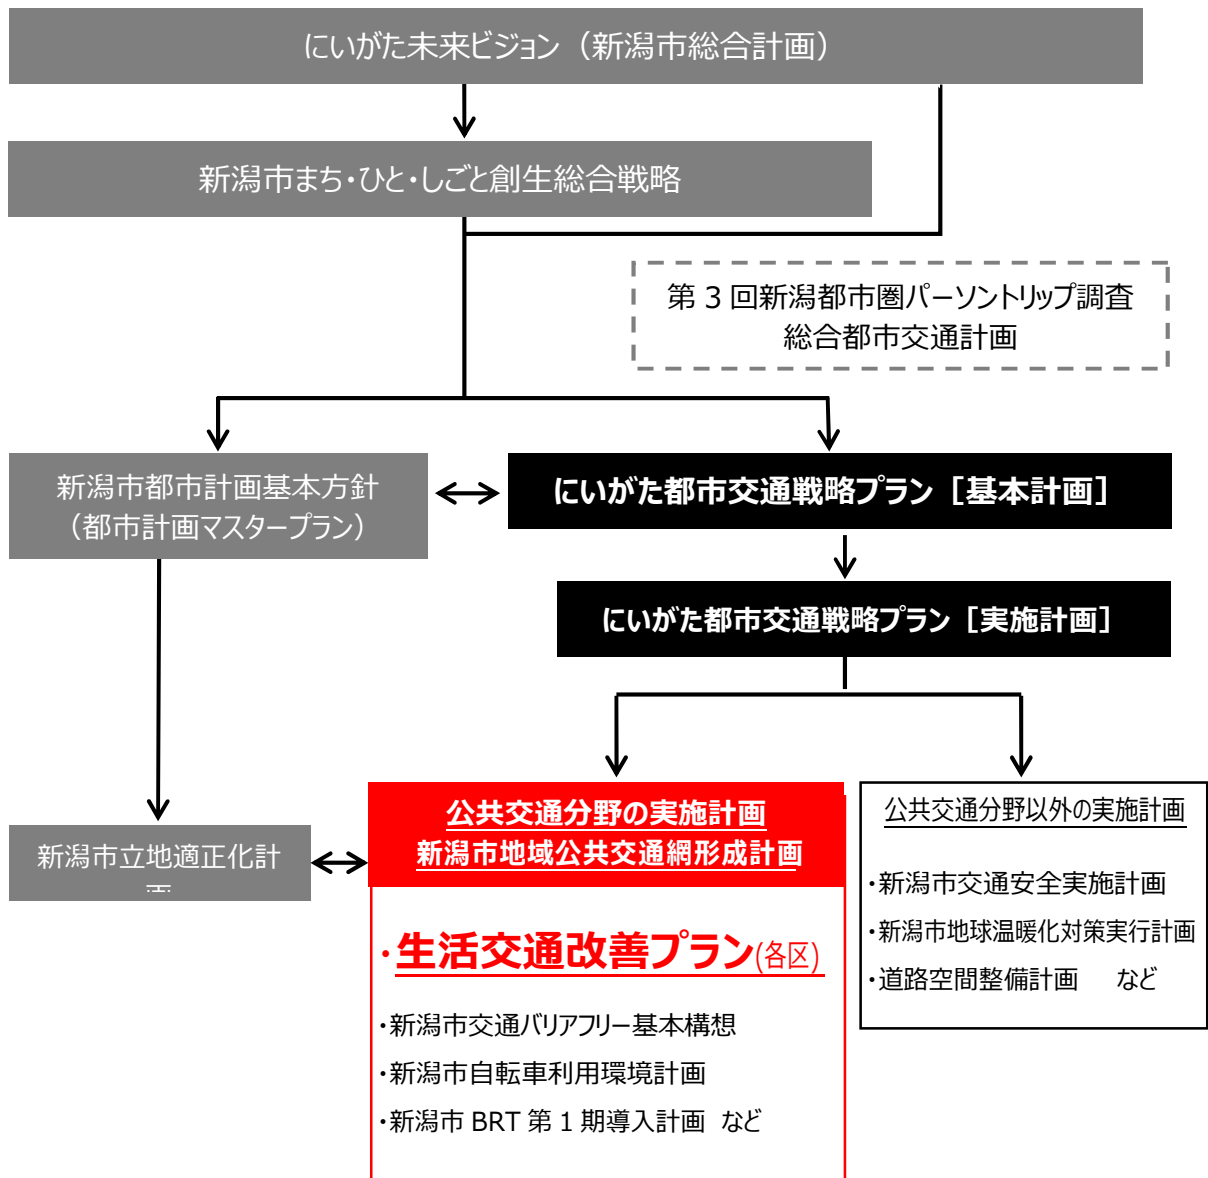 にいがた未来ビジョン（新潟市総合計画）
新潟市まち・ひと・しごと創生総合戦略
第 3 回新潟都市圏パーソントリップ調査
総合都市交通計画
新潟市都市計画基本方針
（都市計画マスタープラン）
にいがた都市交通戦略プラン［基本計画］
にいがた都市交通戦略プラン［実施計画］
新潟市立地適正化計
公共交通分野の実施計画
新潟市地域公共交通網形成計画
・生活交通改善プラン(各区)
・新潟市交通バリアフリー基本構想
・新潟市自転車利用環境計画
・新潟市 BRT 第 1 期導入計画 など
公共交通分野以外の実施計画
・新潟市交通安全実施計画
・新潟市地球温暖化対策実行計画
・道路空間整備計画　など